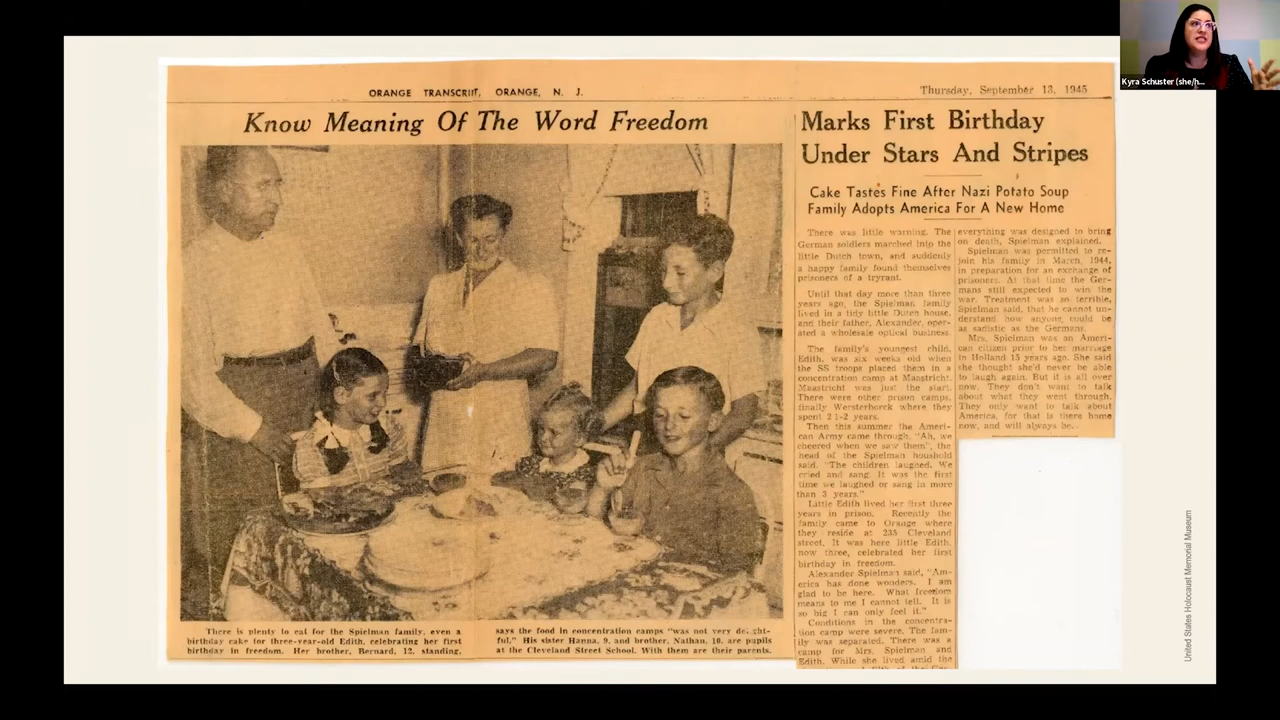 Kyra Schuster (she/h...
ORANGE TRANSCRIPT, ORANGE, N. J.
Thursday, September 13, 1945
Know Meaning Of The Word Freedom
There is plenty to eat for the Spielman family, even a
birthday cake for three-year-old Edith, celebrating her first
birthday in freedom. Her brother, Bernard, 12, standing,
says the food in concentration camps "was not very
ful." His sister Hanna, 9, and brother, Nathan, 10, are pupils
at the Cleveland Street School. With them are their parents.
Marks First Birthday
Under Stars And Stripes
Cake Tastes Fine After Nazi Potato Soup
Family Adopts America For A New Home
There was little warning. The
German soldiers marched into the
little Dutch town, and suddenly
a happy family found themselves
prisoners of a tryrant.
Until that day more than three
years ago, the Spielman family
lived in a tidy little Dutch house,
and their father, Alexander, oper-
ated a wholesale optical business.
The family's youngest child,
Edith, was six weeks old when
the SS troops placed them in a
concentration camp at Maastricht.
Maastricht was just the start.
There were other prison camps,
finally Westerborck where they
spent 2 1-2 years.
Then this summer the Ameri-
can Army came through. "Ah, we
cheered when we saw them", the
head of the Spielman houshold
said. "The children laughed. We
cried and sang. It was the first
time we laughed or sang in more
than 3 years."
Little Edith lived her first three
years in prison. Recently the
family came to Orange where
they reside at 235 Cleveland
street. It was here little Edith,
now three, celebrated her first
birthday in freedom.
Alexander Spielman said, "Am-
erica has done wonders. I am
glad to be here. What freedom
means to me I cannot tell. It is
so big I can only feel it."
Conditions in the concentra-
tion camp were severe. The fam-
ily was separated. There was a
camp for Mrs. Spielman and
Edith. While she lived amid the
everything was designed to bring
on death, Spielman explained.
Spielman was permitted to re-
join his family in March, 1944,
in preparation for an exchange of
prisoners. At that time the Ger-
mans still expected to win the
war. Treatment was so terrible,
Spielman said, that he cannot un-
derstand how anyone could be
as sadistic as the Germans.
Mrs. Spielman was an Ameri-
can citizen prior to her marriage
in Holland 15 years ago. She said
she thought she'd never be able
to laugh again. But it is all over
now. They don't want to talk
about what they went through.
They only want to talk about
America, for that is there home
now, and will always be.
United States Holocaust Memorial Museum